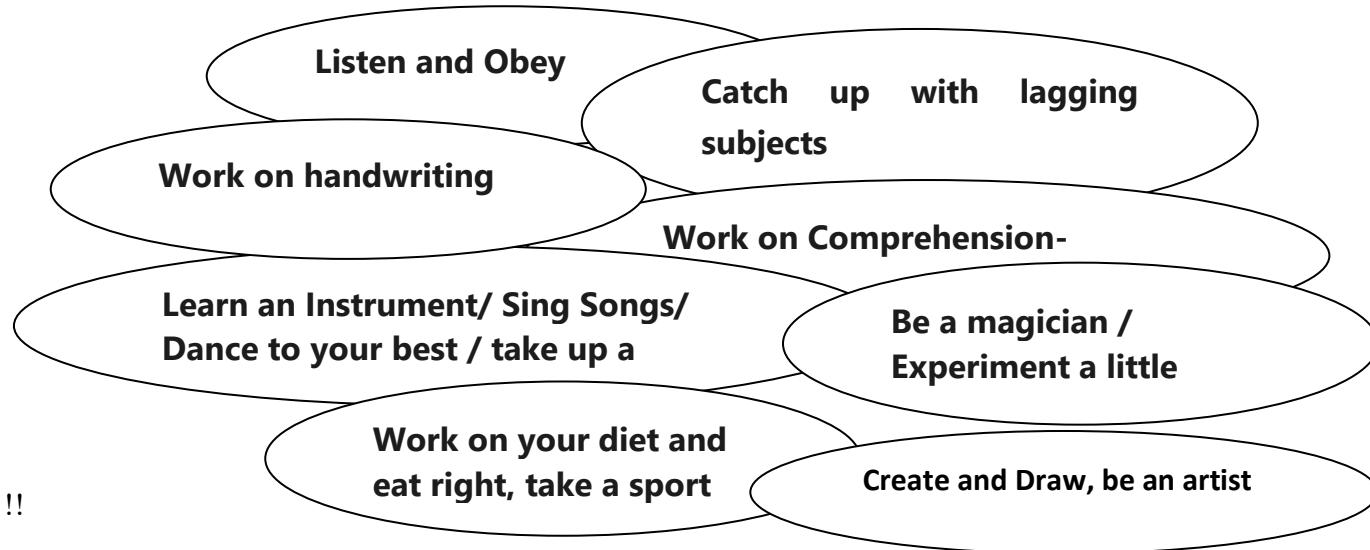 Listen and Obey
Catch up with lagging
subjects
Work on handwriting
Work on Comprehension-
Learn an Instrument/ Sing Songs/
Dance to your best / take up a
Be a magician /
Experiment a little
Work on your diet and
eat right, take a sport
Create and Draw, be an artist
!!